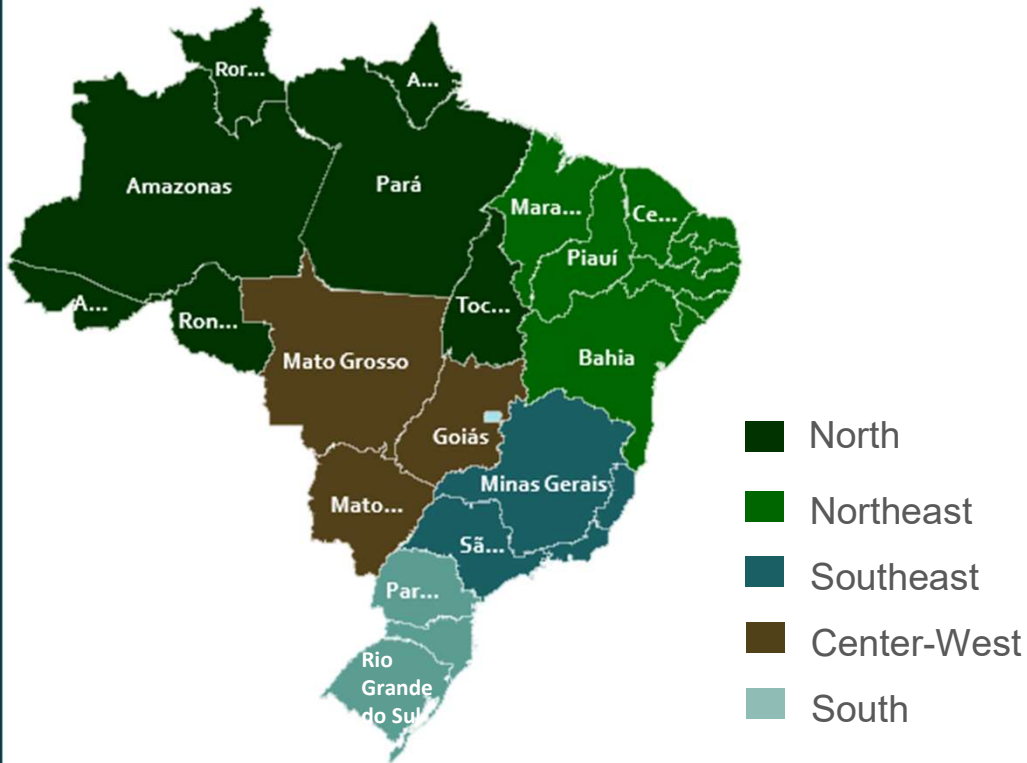 Ror...
A...
Amazonas
Pará
Mara...
Ce...
Piauí
A...
Ron...
Toc...
Mato Grosso
Bahia
Goiás
Minas Gerais
Mato...
Sã...
Par...
Rio
Grande
do Sul
North
Northeast
Southeast
Center-West
South